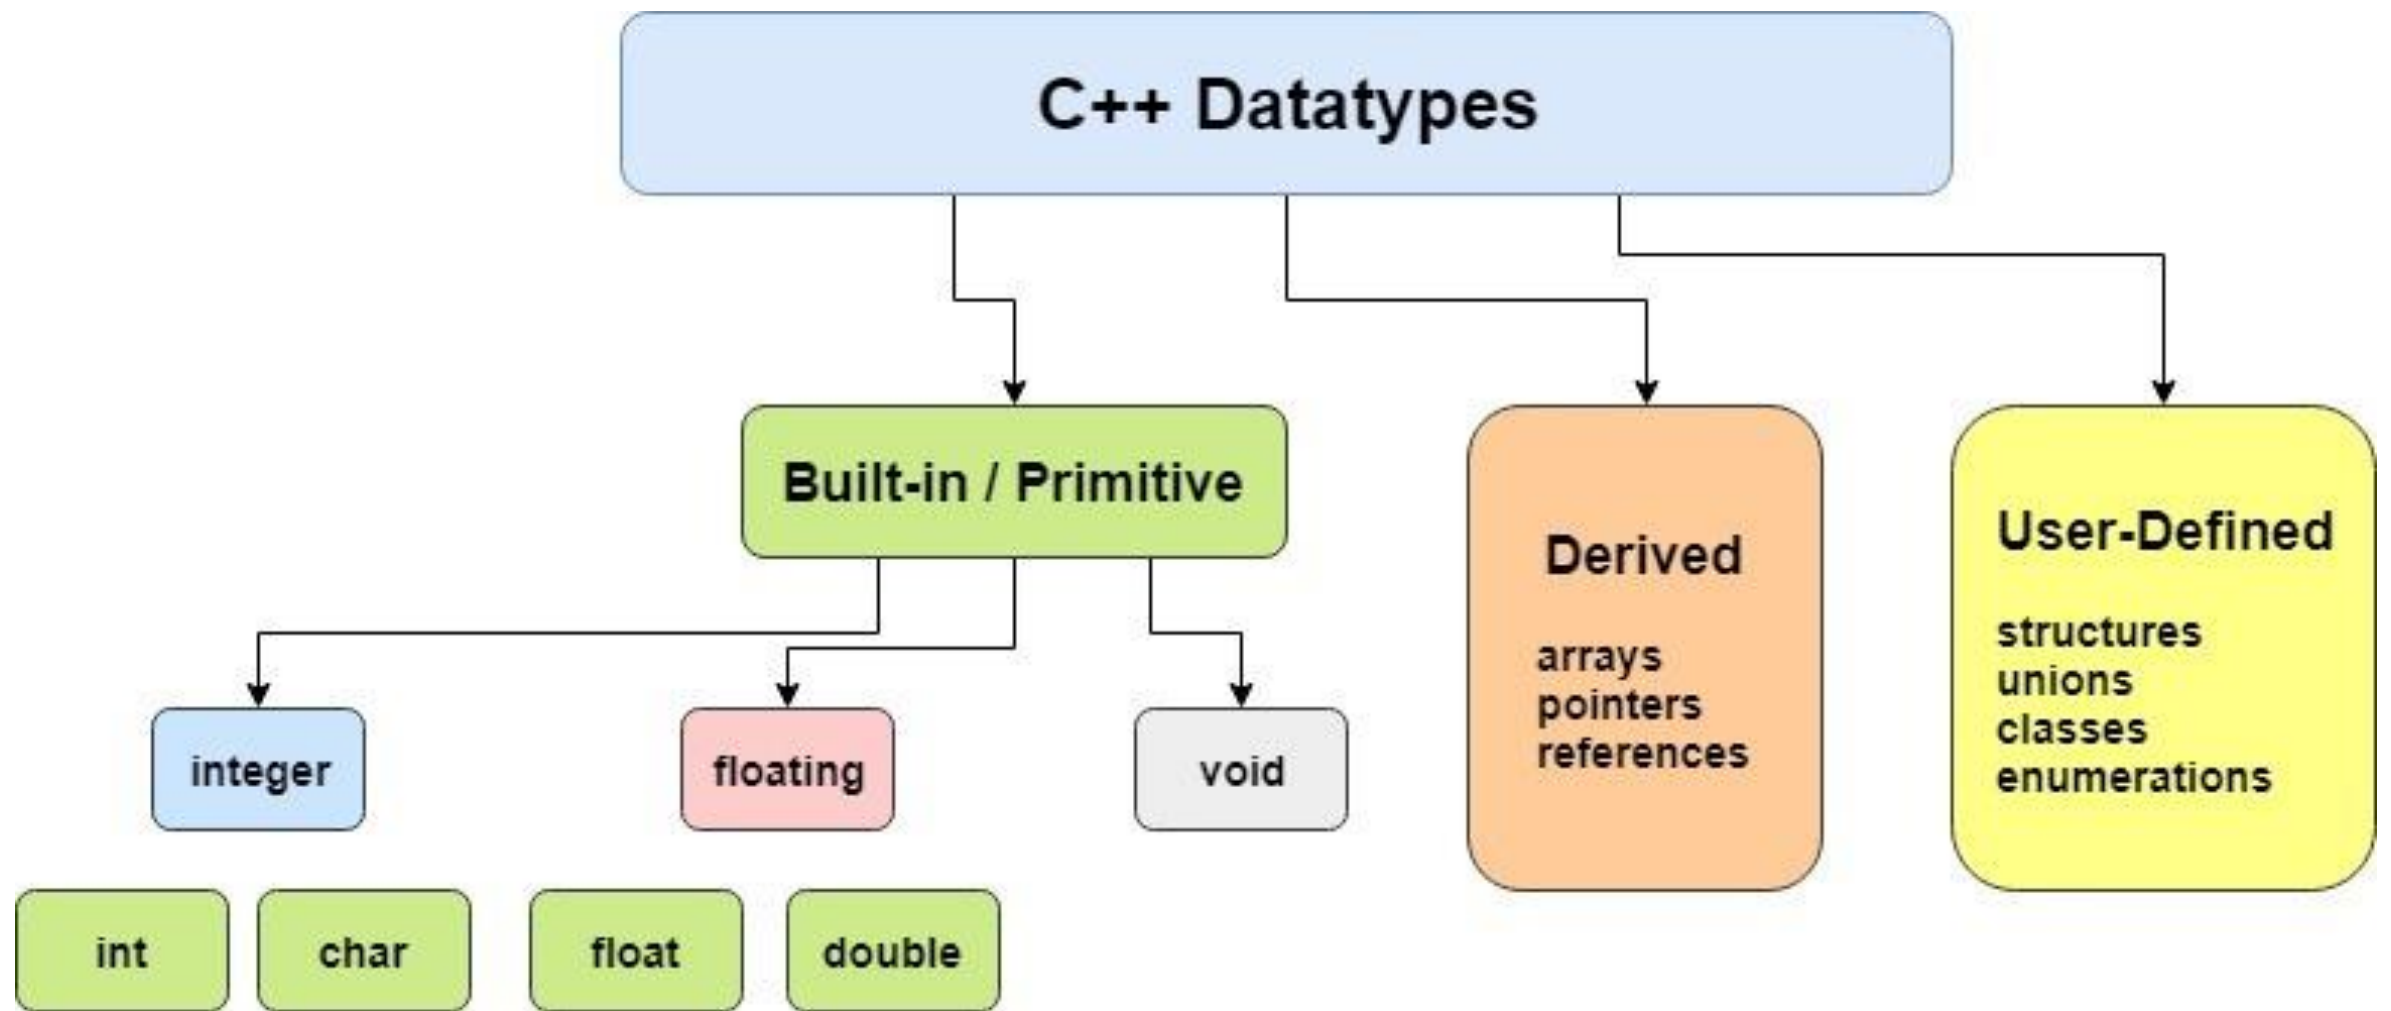 C++ Datatypes
Built-in / Primitive
Derived
arrays
pointers
references
User-Defined
structures
unions
classes
enumerations
integer
floating
void
int
char
float
double